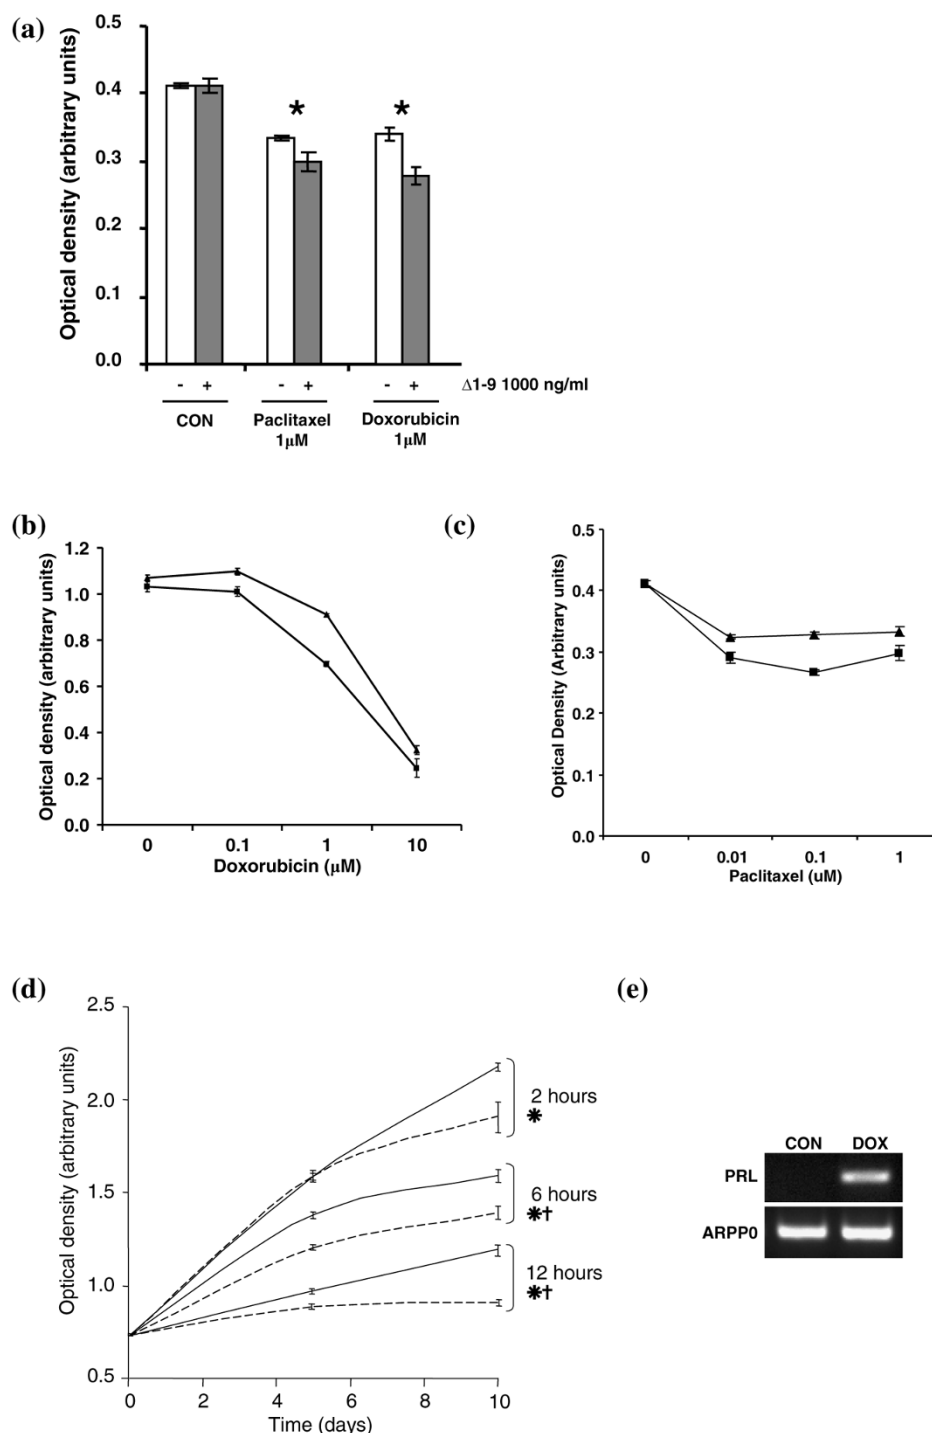 (a)
Optical density (arbitrary units)
0.5
0.4
0.3
0.2
0.1
0.0
* *
- + - + - + Δ1-9 1000 ng/ml
CON Paclitaxel Doxorubicin
1μM 1μM
(b)
Optical density (arbitrary units)
1.2
1.0
0.8
0.6
0.4
0.2
0.0
0 0.1 1 10
Doxorubicin (μM)
(c)
Optical Density (Arbitrary units)
0.5
0.4
0.3
0.2
0.1
0.0
0 0.01 0.1 1
Paclitaxel (uM)
(d)
Optical density (arbitrary units)
2.5
2.0
1.5
1.0
0.5
0 2 4 6 8 10
Time (days)
2 hours
*
6 hours
*†
12 hours
*†
(e)
CON DOX
PRL
ARPP0